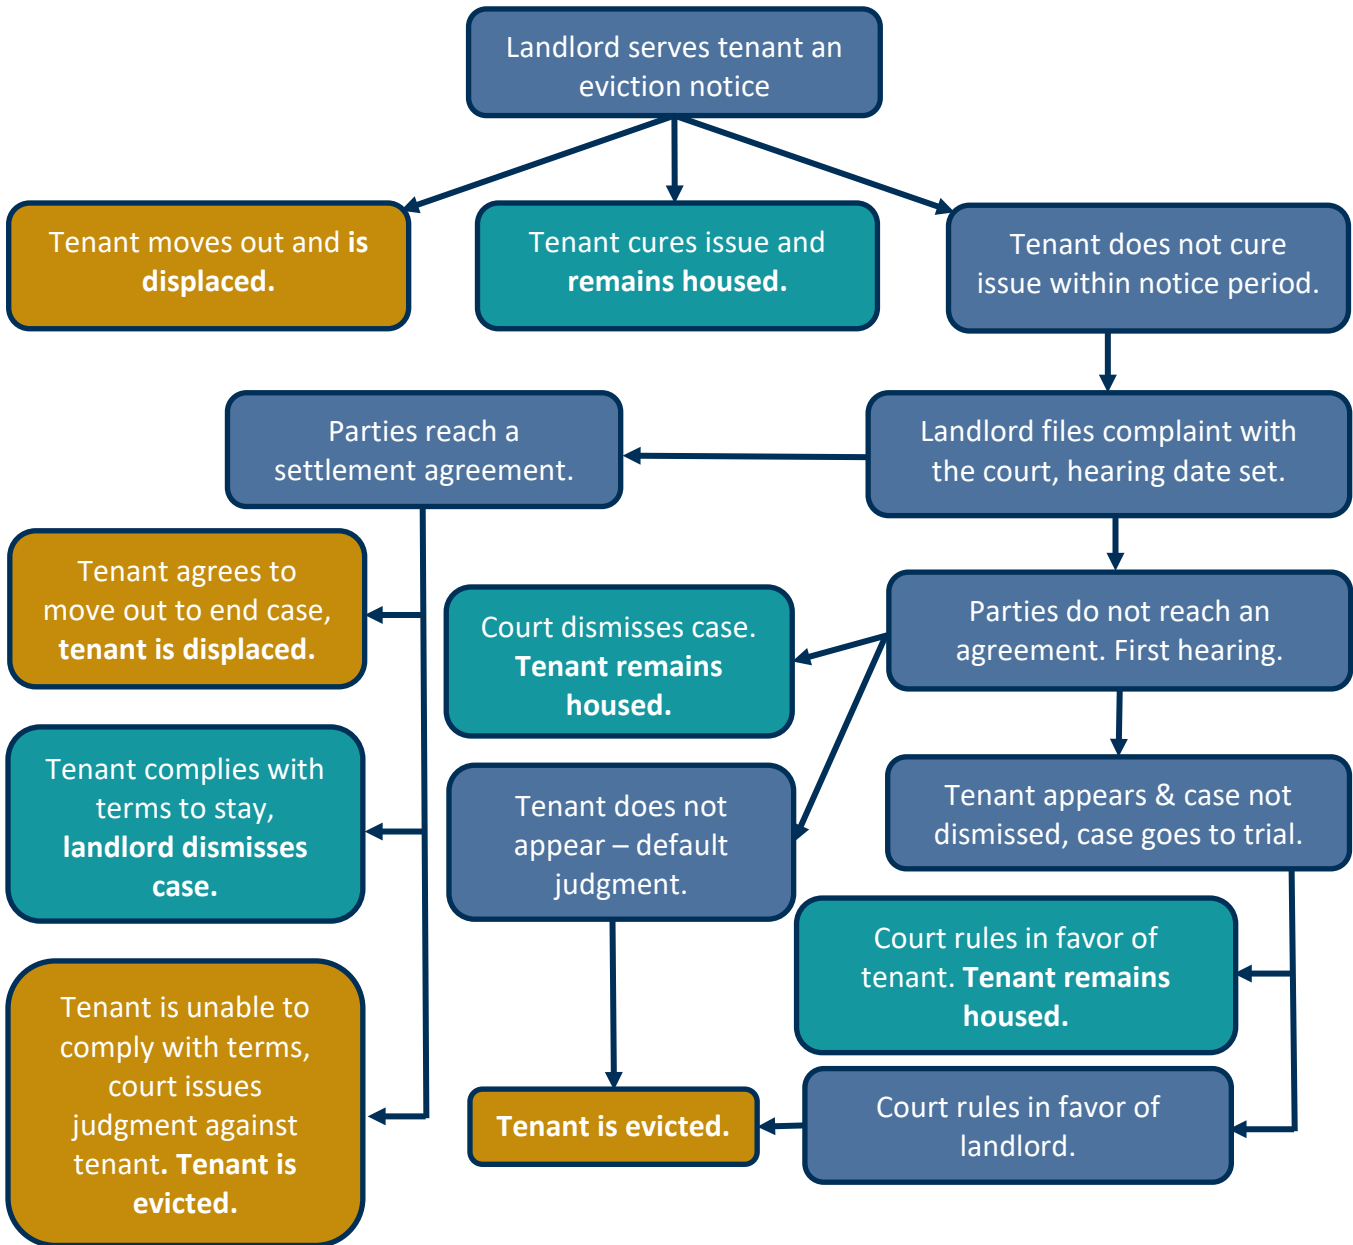 Landlord serves tenant an
eviction notice
Tenant moves out and is
displaced.
Tenant cures issue and
remains housed.
Tenant does not cure
issue within notice period.
Parties reach a
settlement agreement.
Landlord files complaint with
the court, hearing date set.
Tenant agrees to
move out to end case,
tenant is displaced.
Court dismisses case.
Tenant remains
housed.
Parties do not reach an
agreement. First hearing.
Tenant complies with
terms to stay,
landlord dismisses
case.
Tenant does not
appear – default
judgment.
Tenant appears & case not
dismissed, case goes to trial.
Court rules in favor of
tenant. Tenant remains
housed.
Tenant is unable to
comply with terms,
court issues
judgment against
tenant. Tenant is
evicted.
Tenant is evicted.
Court rules in favor of
landlord.